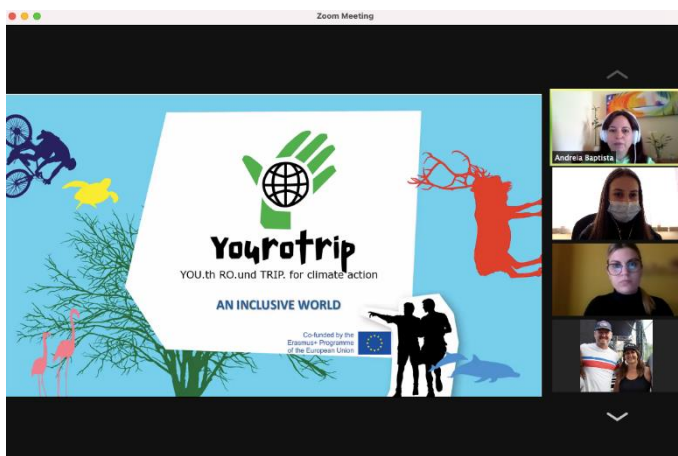 Zoom Meeting
Yourotrip
YOU.th RO.und TRIP. for climate action
AN INCLUSIVE WORLD
Co-funded by the
Erasmus+ Programme
of the European Union
Andreia Baptista